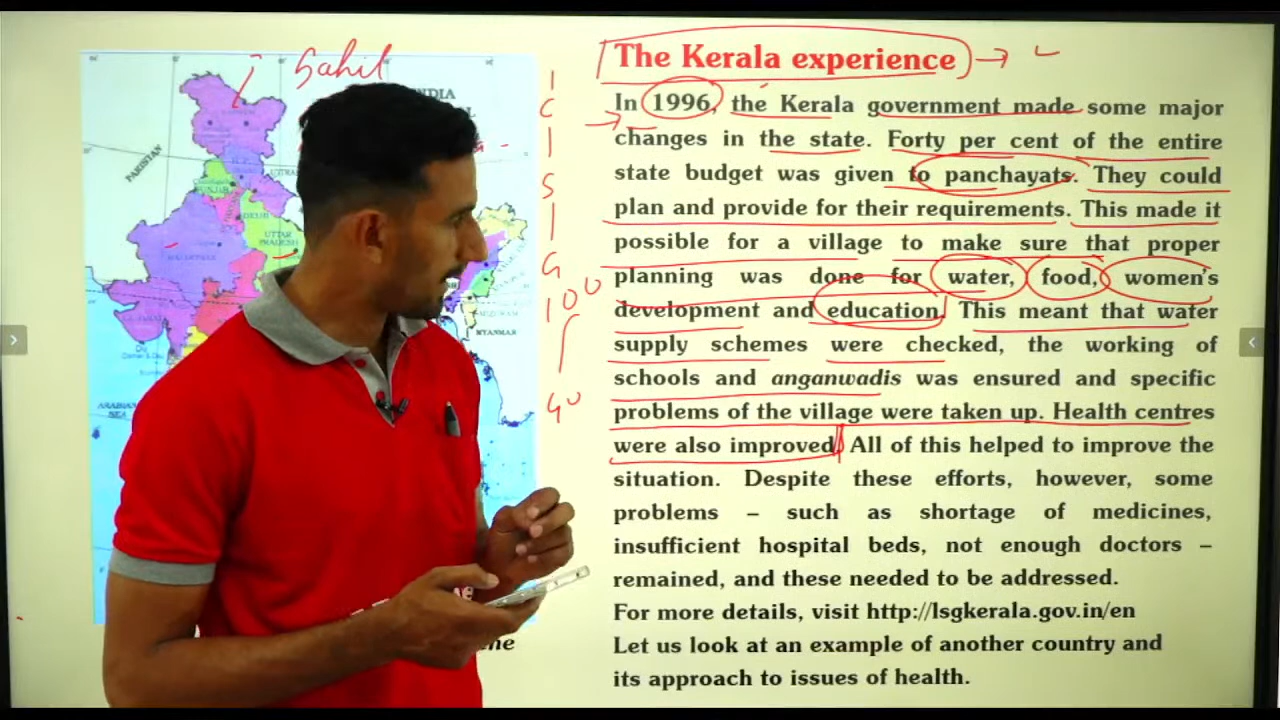 Sahil
INDIA
PAKISTAN
PUNJAB
DELHI
UTTAR
PRADESH
MYANMAR
ARABIAN
SEA
100
40
The Kerala experience
In 1996, the Kerala government made some major
changes in the state. Forty per cent of the entire
state budget was given to panchayats. They could
plan and provide for their requirements. This made it
possible for a village to make sure that proper
planning was done for water, food, women's
development and education. This meant that water
supply schemes were checked, the working of
schools and anganwadis was ensured and specific
problems of the village were taken up. Health centres
were also improved. All of this helped to improve the
situation. Despite these efforts, however, some
problems – such as shortage of medicines,
insufficient hospital beds, not enough doctors –
remained, and these needed to be addressed.
For more details, visit http://lsgkerala.gov.in/en
Let us look at an example of another country and
its approach to issues of health.